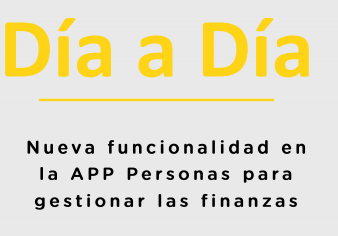 Día a Día
Nueva funcionalidad en
la APP Personas para
gestionar las finanzas